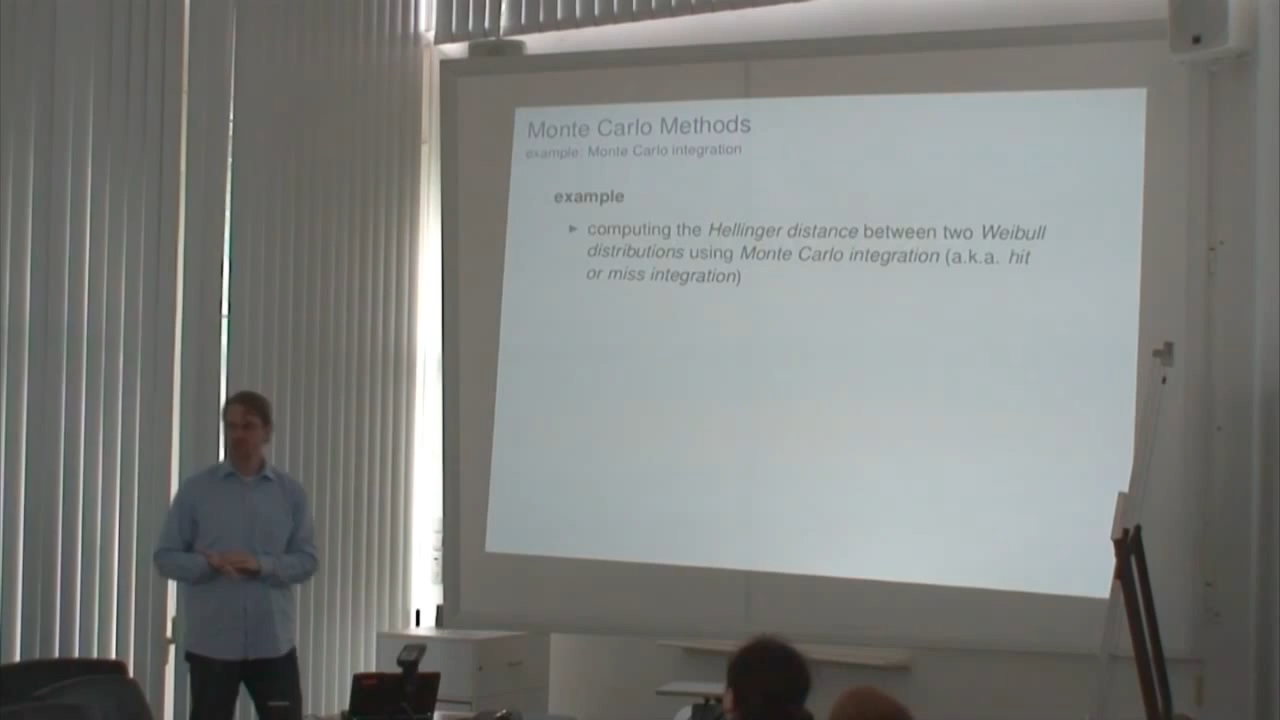 Monte Carlo Methods
example: Monte Carlo integration
example
► computing the Hellinger distance between two Weibull
distributions using Monte Carlo integration (a.k.a. hit
or miss integration)